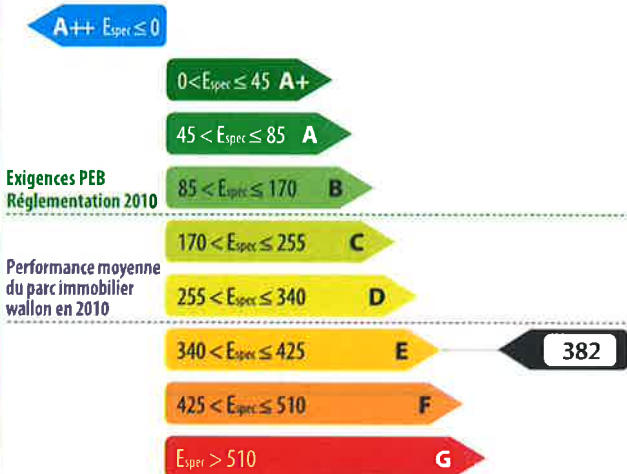 A++ Espec ≤ 0
0 < Espec ≤ 45 A+
45 < Espec ≤ 85 A
Exigences PEB
Réglementation 2010
85 < Espec ≤ 170 B
170 < Espec ≤ 255 C
Performance moyenne
du parc immobilier
wallon en 2010
255 < Espec ≤ 340 D
340 < Espec ≤ 425 E
382
425 < Espec ≤ 510 F
Espec > 510 G